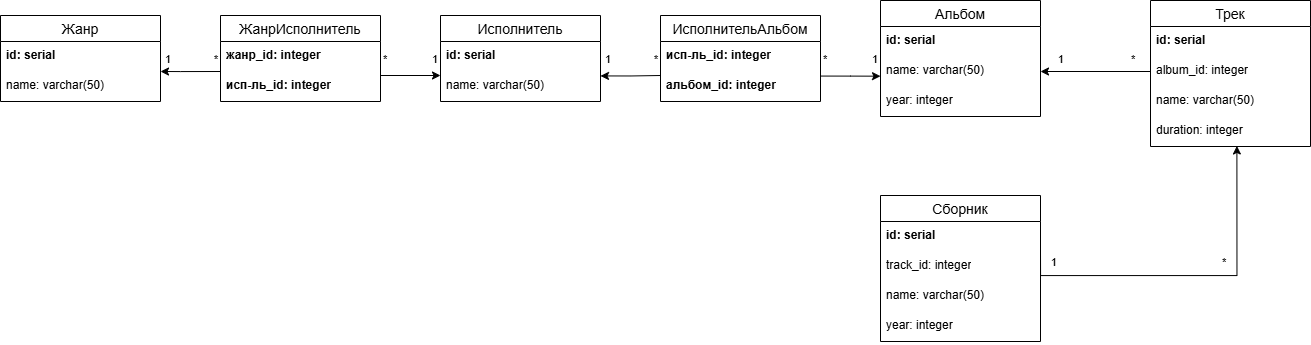 Жанр
id: serial
name: varchar(50)
1
*
ЖанрИсполнитель
жанр_id: integer
исп-ль_id: integer
*
1
Исполнитель
id: serial
name: varchar(50)
1
*
ИсполнительАльбом
исп-ль_id: integer
альбом_id: integer
*
1
Альбом
id: serial
name: varchar(50)
year: integer
1
*
Трек
id: serial
album_id: integer
name: varchar(50)
duration: integer
Сборник
id: serial
track_id: integer
name: varchar(50)
year: integer
1
*